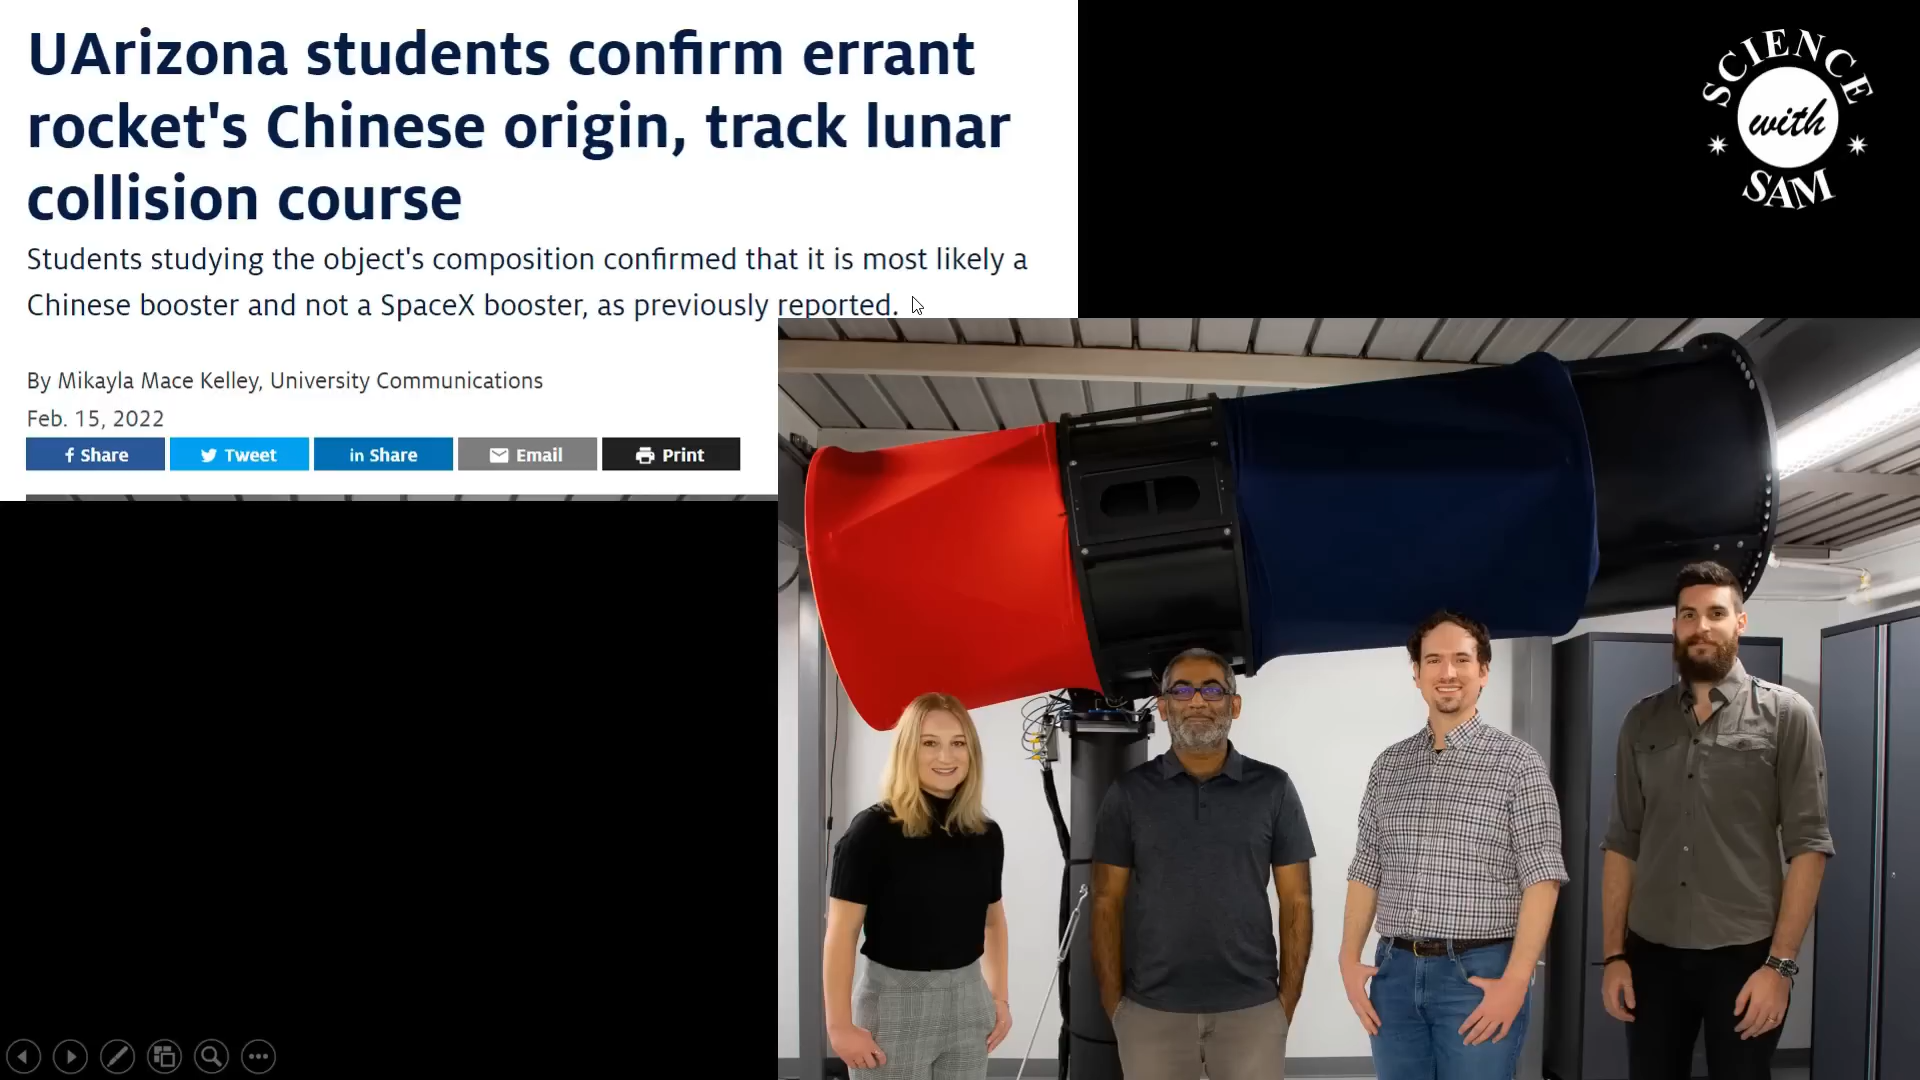 UArizona students confirm errant
rocket's Chinese origin, track lunar
collision course
Students studying the object's composition confirmed that it is most likely a
Chinese booster and not a SpaceX booster, as previously reported.
By Mikayla Mace Kelley, University Communications
Feb. 15, 2022
f Share
Tweet
in Share
Email
Print
SCIENCE
with
SAM